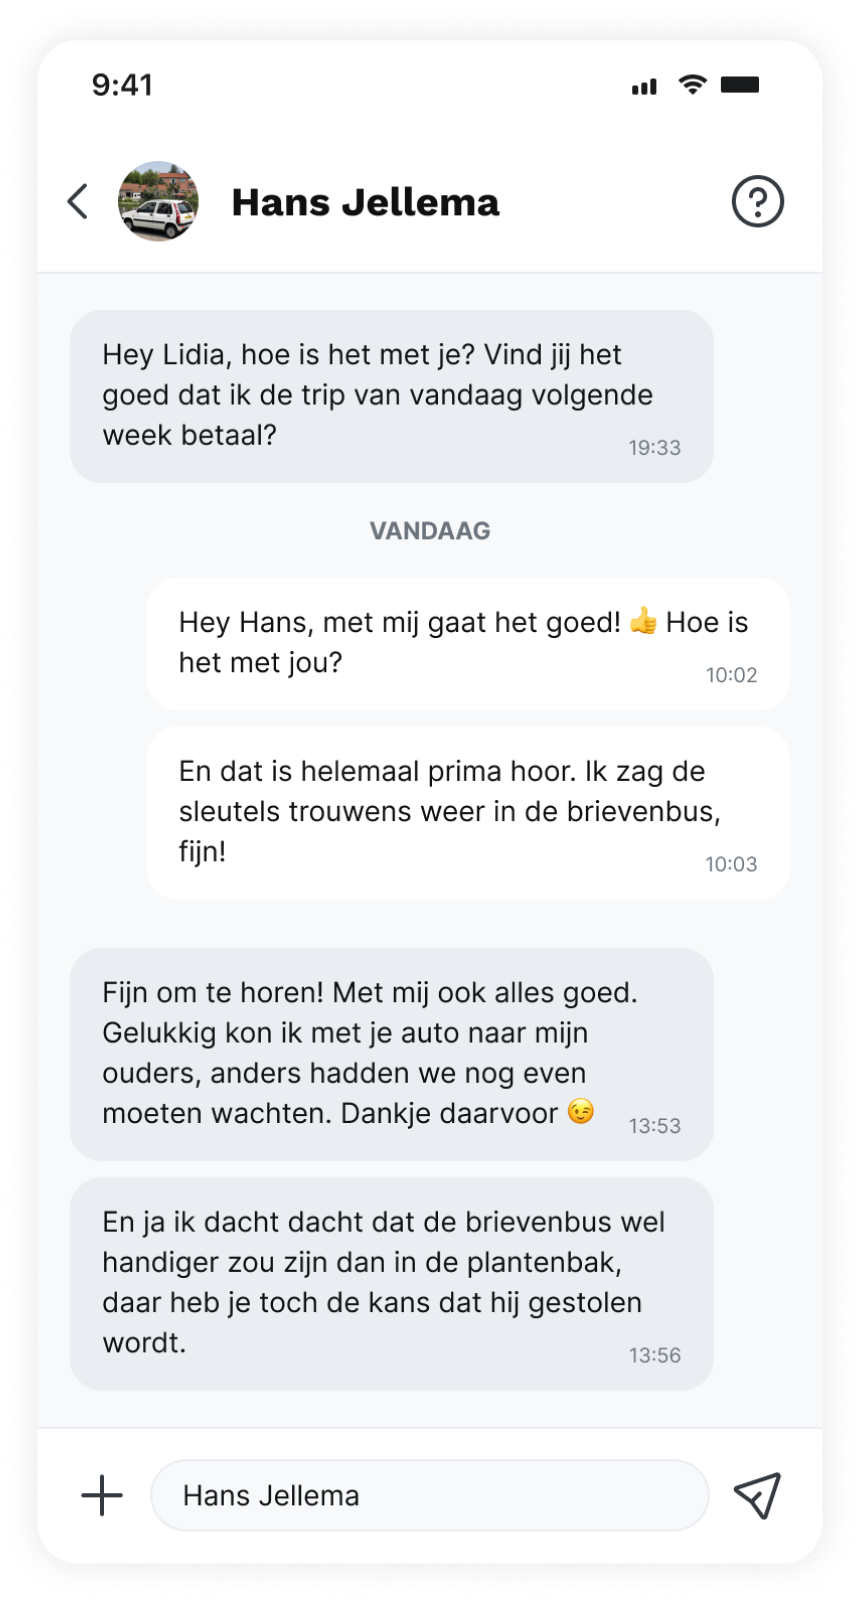 9:41
Hans Jellema
Hey Lidia, hoe is het met je? Vind jij het
goed dat ik de trip van vandaag volgende
week betaal?
19:33
VANDAAG
Hey Hans, met mij gaat het goed! 👍 Hoe is
het met jou?
10:02
En dat is helemaal prima hoor. Ik zag de
sleutels trouwens weer in de brievenbus,
fijn!
10:03
Fijn om te horen! Met mij ook alles goed.
Gelukkig kon ik met je auto naar mijn
ouders, anders hadden we nog even
moeten wachten. Dankje daarvoor 😉
13:53
En ja ik dacht dacht dat de brievenbus wel
handiger zou zijn dan in de plantenbak,
daar heb je toch de kans dat hij gestolen
wordt.
13:56
Hans Jellema